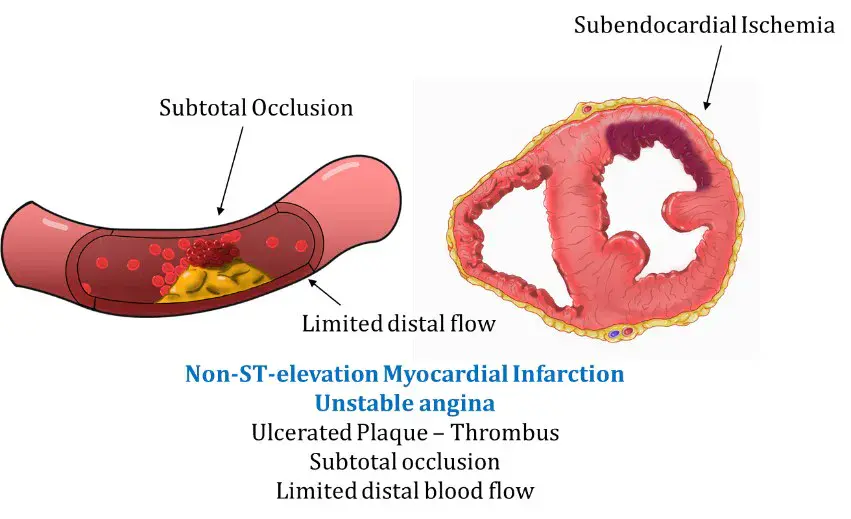 Subendocardial Ischemia
Subtotal Occlusion
Limited distal flow
Non-ST-elevation Myocardial Infarction
Unstable angina
Ulcerated Plaque – Thrombus
Subtotal occlusion
Limited distal blood flow